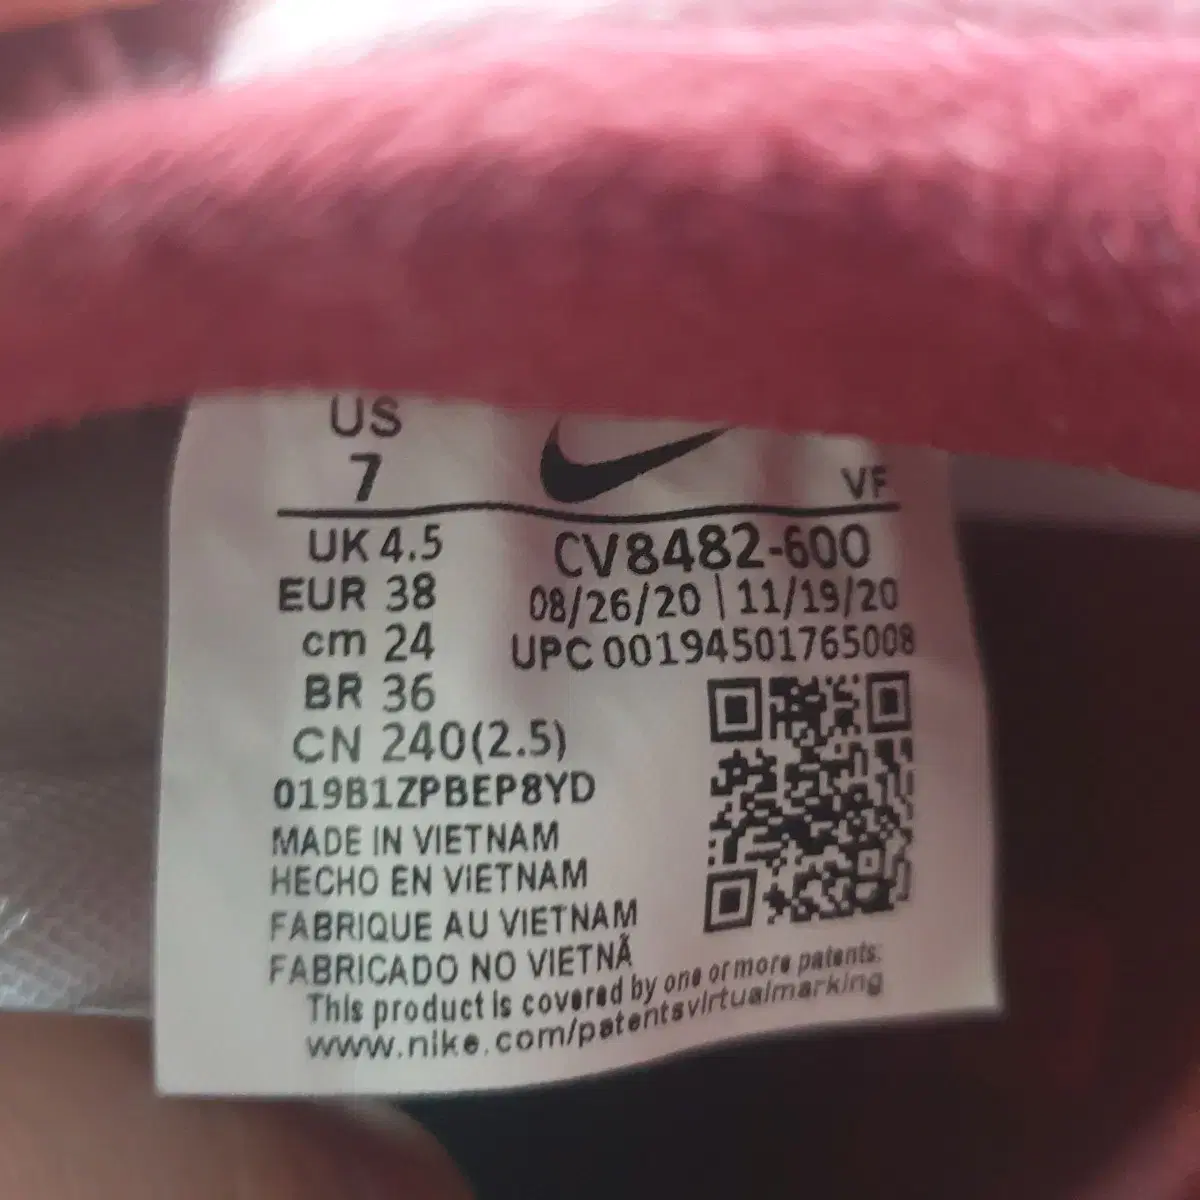 US
7
VF
UK 4.5
EUR 38
cm 24
BR 36
CN 240(2.5)
CV8482-600
08/26/20 | 11/19/20
UPC 00194501765008
019B1ZPBEP8YD
MADE IN VIETNAM
HECHO EN VIETNAM
FABRIQUE AU VIETNAM
FABRICADO NO VIETNÃ
This product is covered by one or more patents:
www.nike.com/patentsvirtualmarking